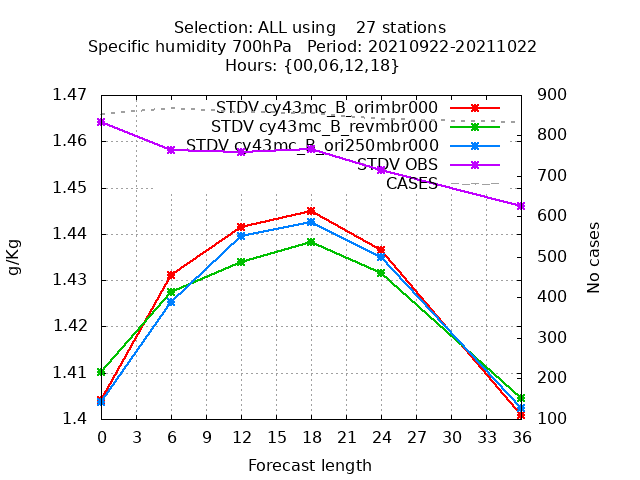 Selection: ALL using    27 stations
Specific humidity 700hPa   Period: 20210922-20211022
Hours: {00,06,12,18}
STDV cy43mc_B_orimbr000
STDV cy43mc_B_revmbr000
STDV cy43mc_B_ori250mbr000
STDV OBS
CASES
g/Kg
1.47
1.46
1.45
1.44
1.43
1.42
1.41
1.4
No cases
900
800
700
600
500
400
300
200
100
0 3 6 9 12 15 18 21 24 27 30 33 36
Forecast length